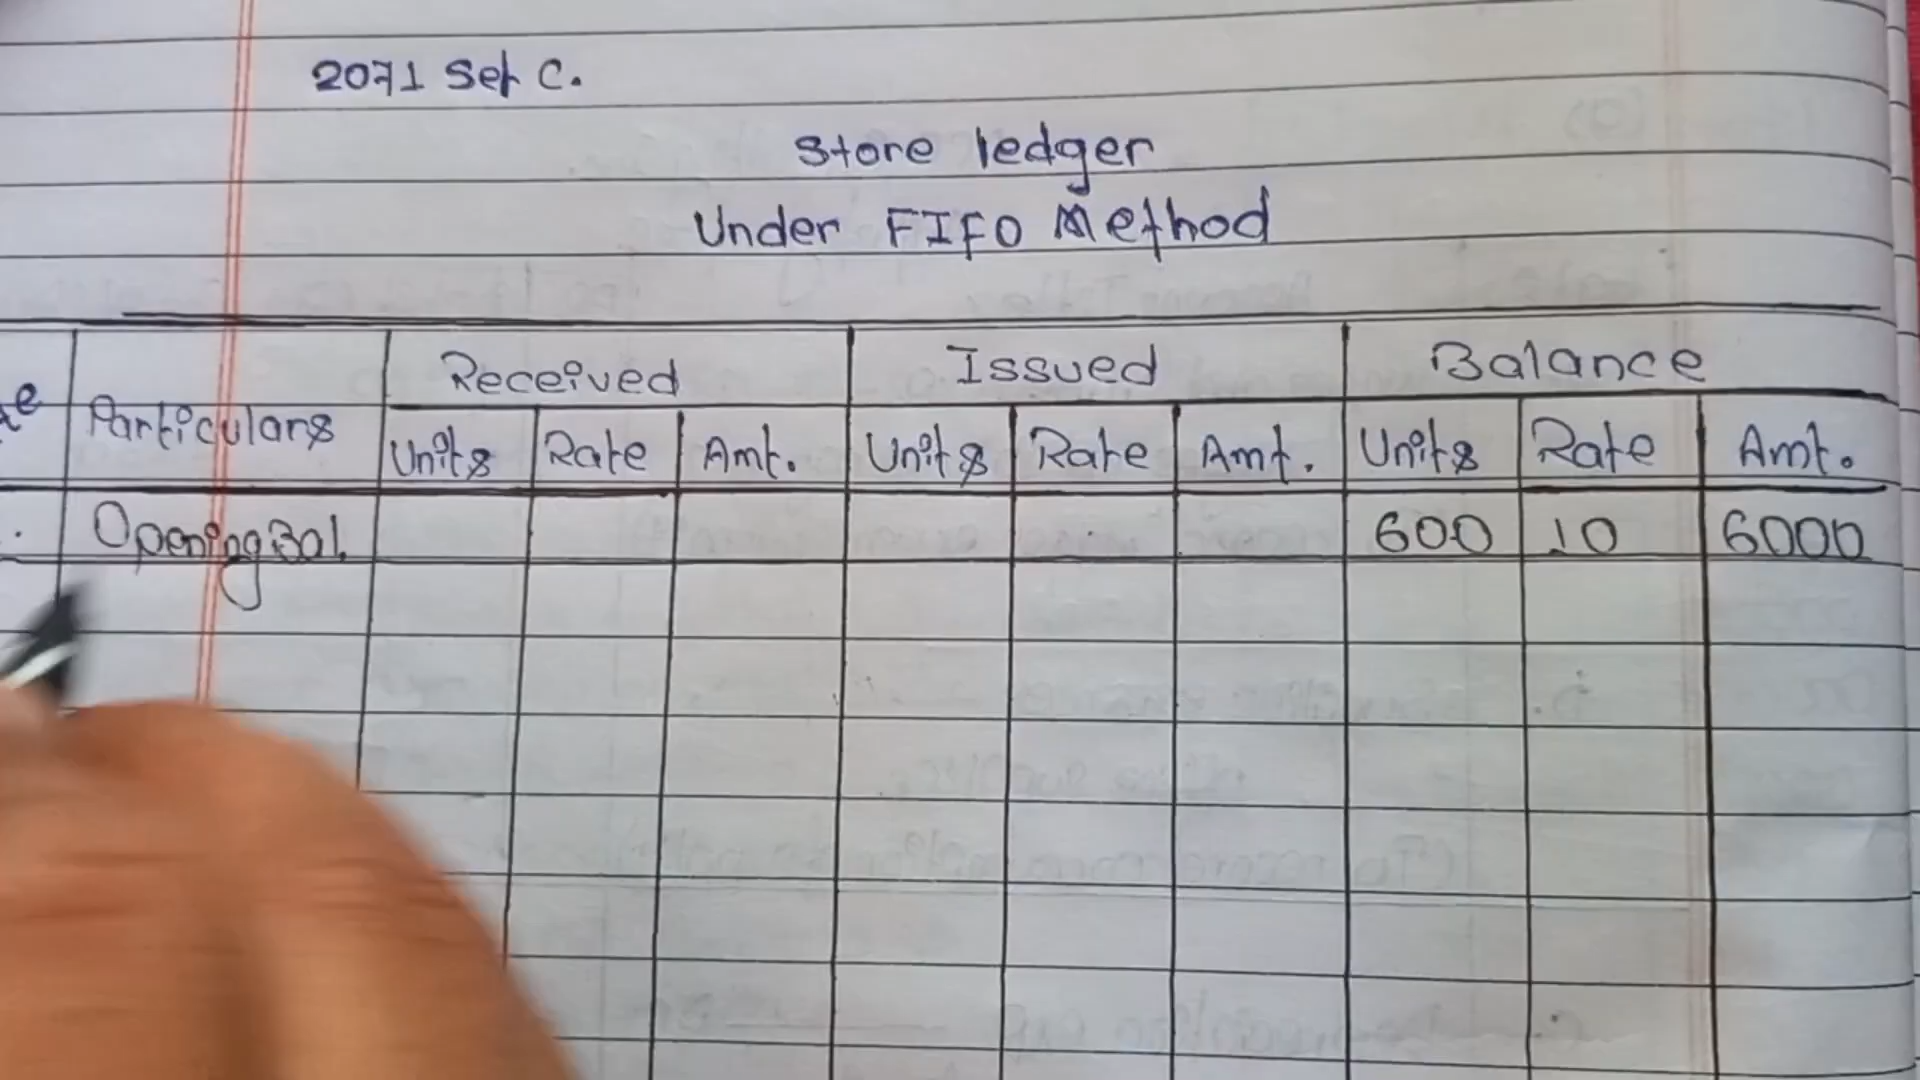 2071 Set C.
Store ledger
Under FIFO Method
Particulars Received Issued Balance
Units Rate Amt. Units Rate Amt. Units Rate Amt.
Opening Bal. 600 10 6000